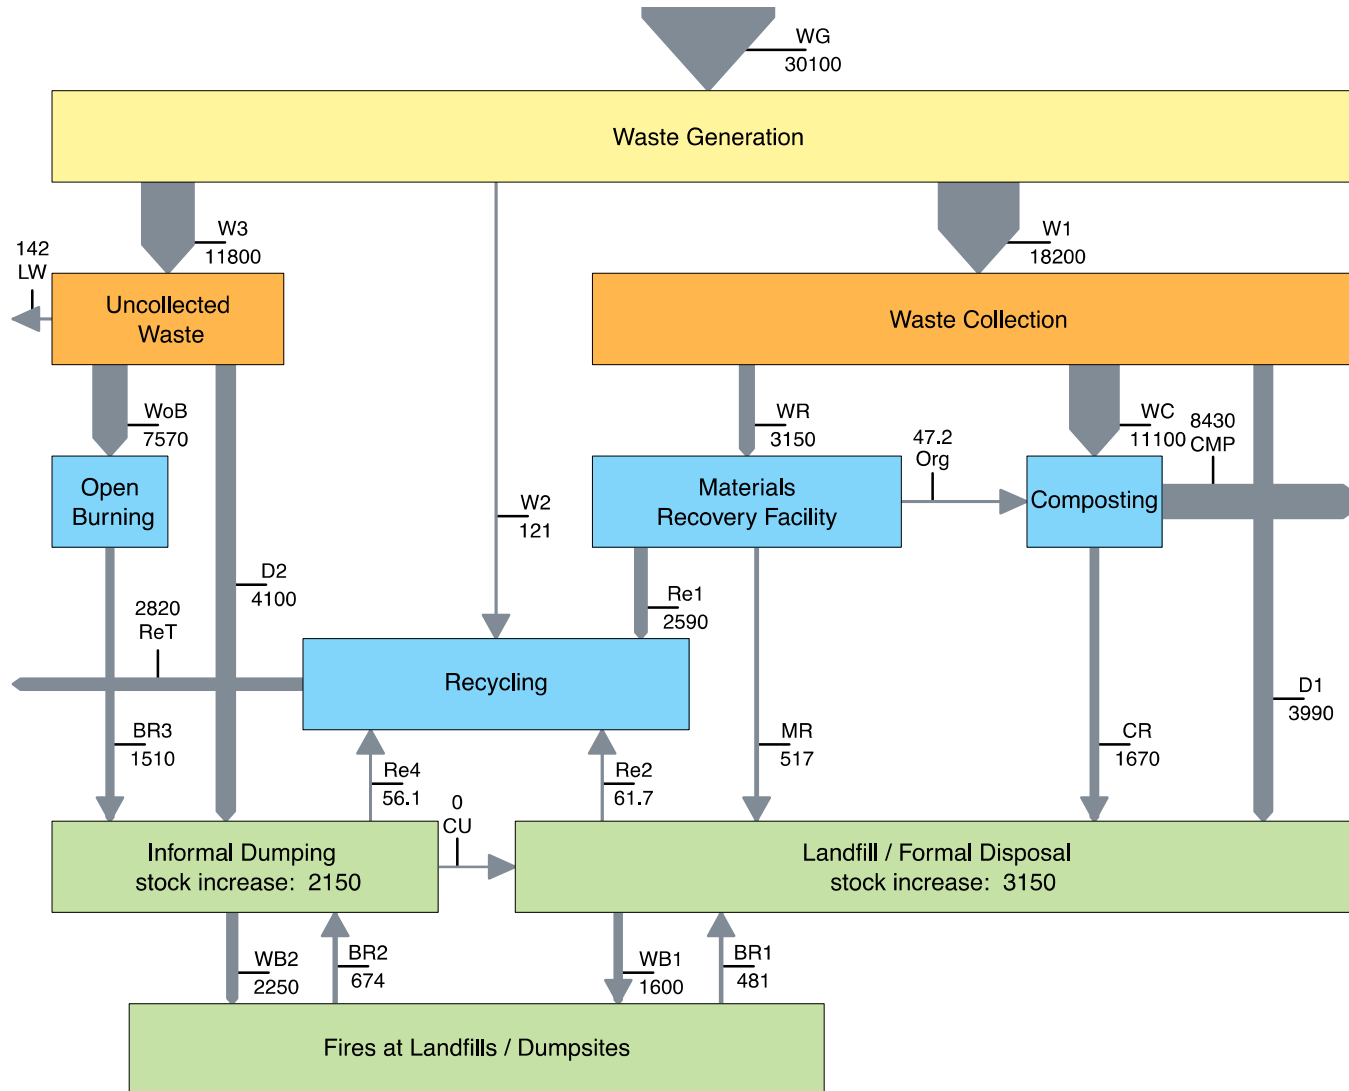 WG
30100
Waste Generation
W3
11800
W1
18200
142
LW
Uncollected
Waste
Waste Collection
WoB
7570
WR
3150
WC
11100
8430
CMP
47.2
Org
Open
Burning
Materials
Recovery Facility
Composting
W2
121
D2
4100
Re1
2590
2820
ReT
Recycling
D1
3990
BR3
1510
MR
517
CR
1670
Re4
56.1
Re2
61.7
0
CU
Informal Dumping
stock increase: 2150
Landfill / Formal Disposal
stock increase: 3150
WB2
2250
BR2
674
WB1
1600
BR1
481
Fires at Landfills / Dumpsites